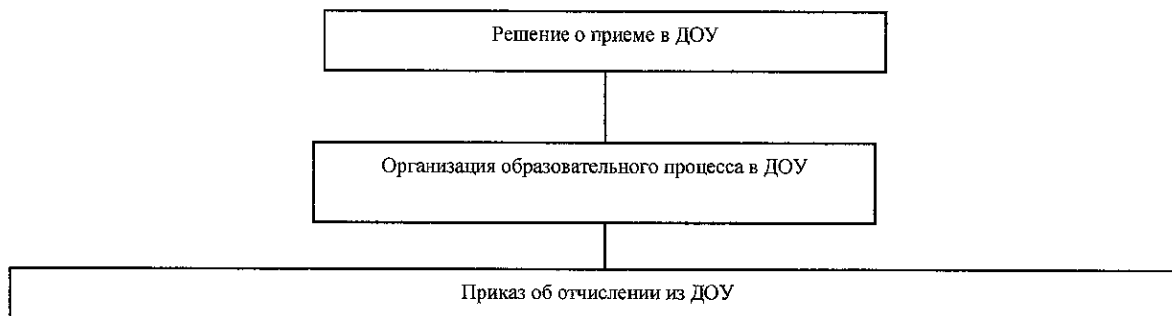 Решение о приеме в ДОУ
Организация образовательного процесса в ДОУ
Приказ об отчислении из ДОУ